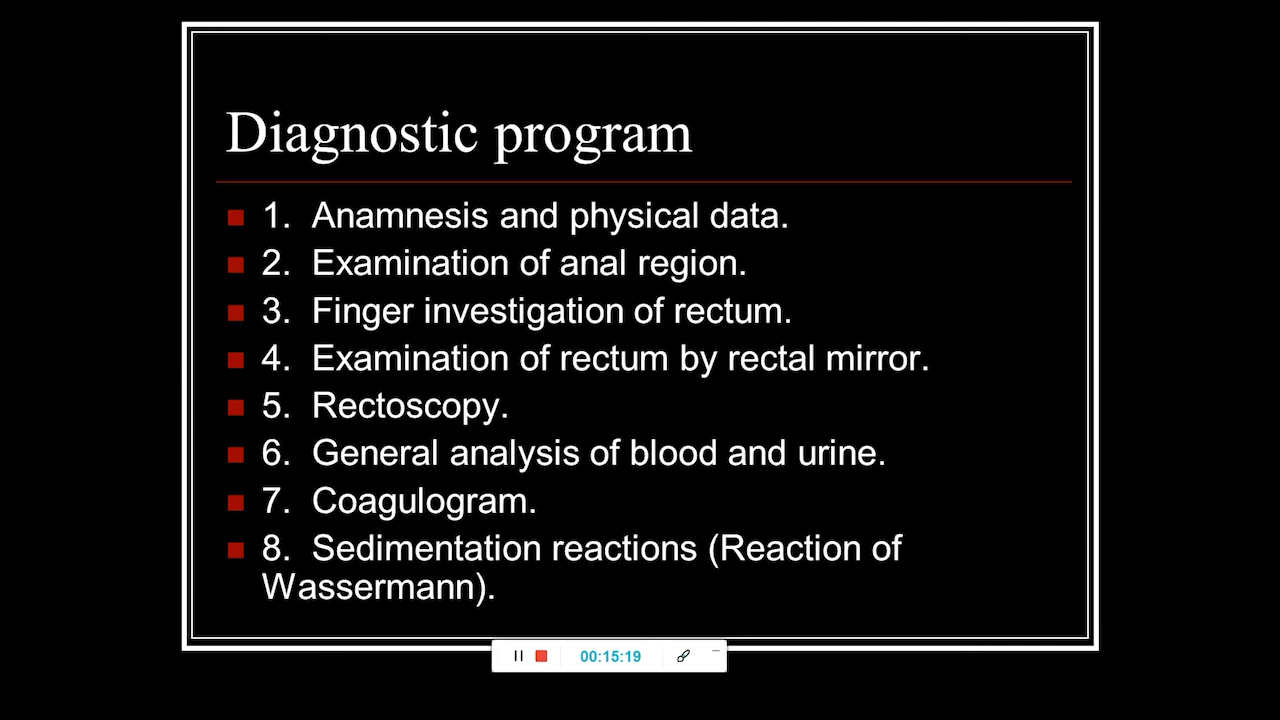 Diagnostic program
1. Anamnesis and physical data.
2. Examination of anal region.
3. Finger investigation of rectum.
4. Examination of rectum by rectal mirror.
5. Rectoscopy.
6. General analysis of blood and urine.
7. Coagulogram.
8. Sedimentation reactions (Reaction of
Wassermann).
00:15:19